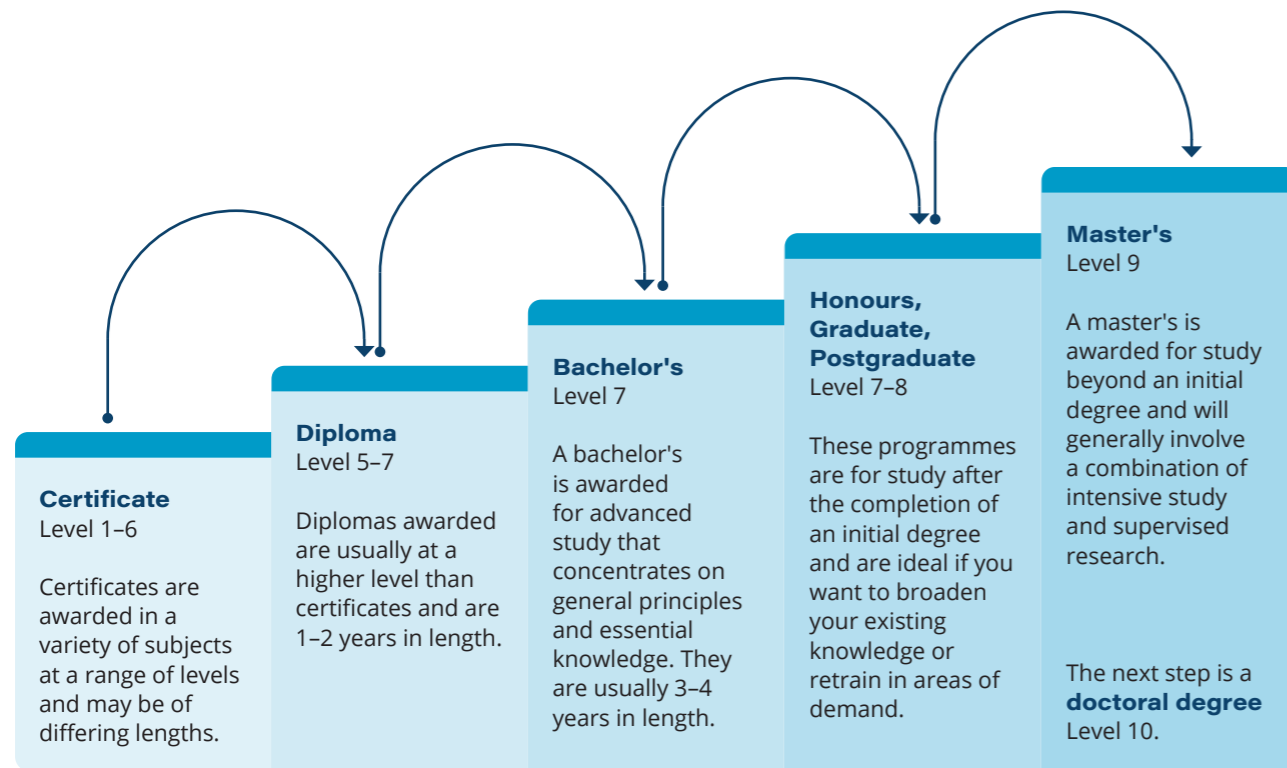 Certificate
Level 1–6
Certificates are
awarded in a
variety of subjects
at a range of levels
and may be of
differing lengths.
Diploma
Level 5–7
Diplomas awarded
are usually at a
higher level than
certificates and are
1–2 years in length.
Bachelor's
Level 7
A bachelor's
is awarded
for advanced
study that
concentrates on
general principles
and essential
knowledge. They
are usually 3–4
years in length.
Honours,
Graduate,
Postgraduate
Level 7–8
These programmes
are for study after
the completion of
an initial degree
and are ideal if you
want to broaden
your existing
knowledge or
retrain in areas of
demand.
Master's
Level 9
A master's is
awarded for study
beyond an initial
degree and will
generally involve
a combination of
intensive study
and supervised
research.
The next step is a
doctoral degree
Level 10.